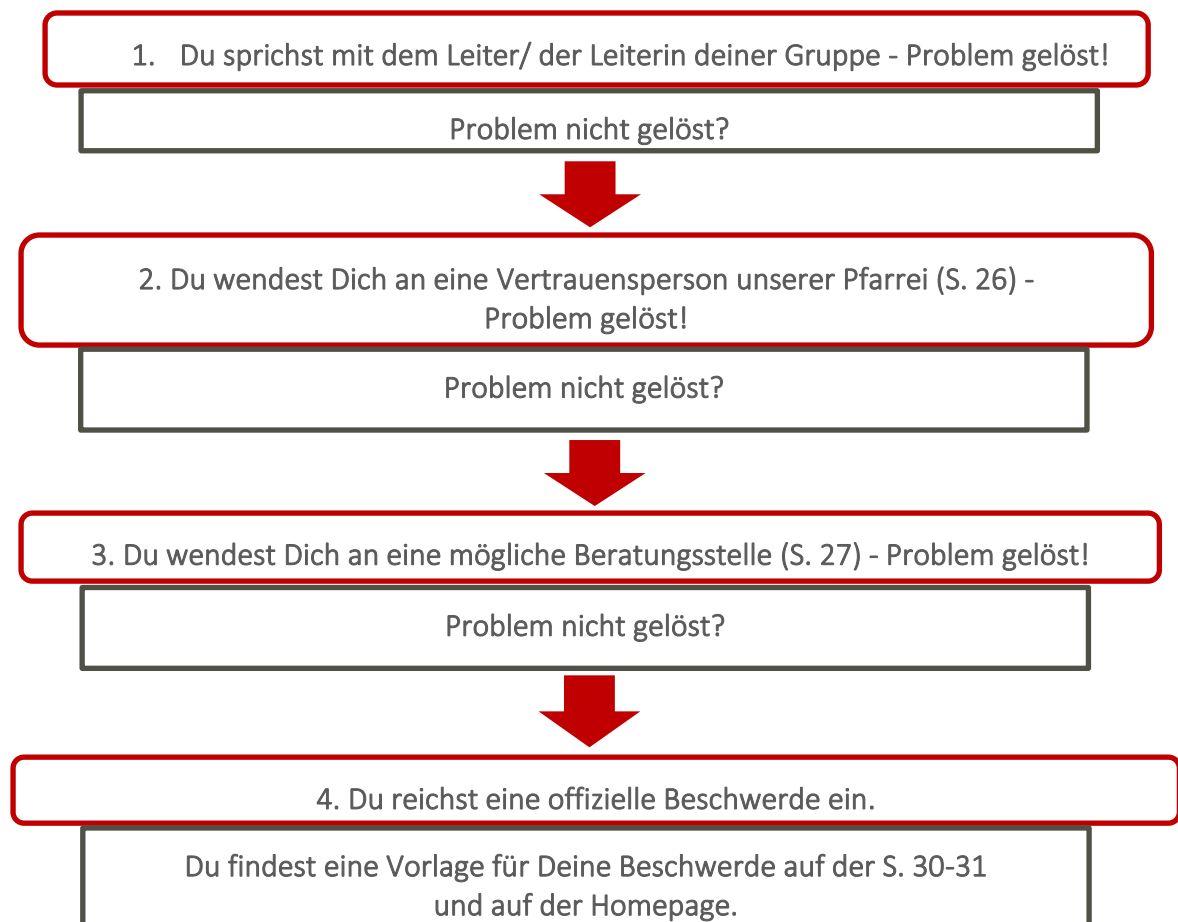 1. Du sprichst mit dem Leiter/ der Leiterin deiner Gruppe - Problem gelöst!
Problem nicht gelöst?
2. Du wendest Dich an eine Vertrauensperson unserer Pfarrei (S. 26) -
Problem gelöst!
Problem nicht gelöst?
3. Du wendest Dich an eine mögliche Beratungsstelle (S. 27) - Problem gelöst!
Problem nicht gelöst?
4. Du reichst eine offizielle Beschwerde ein.
Du findest eine Vorlage für Deine Beschwerde auf der S. 30-31
und auf der Homepage.